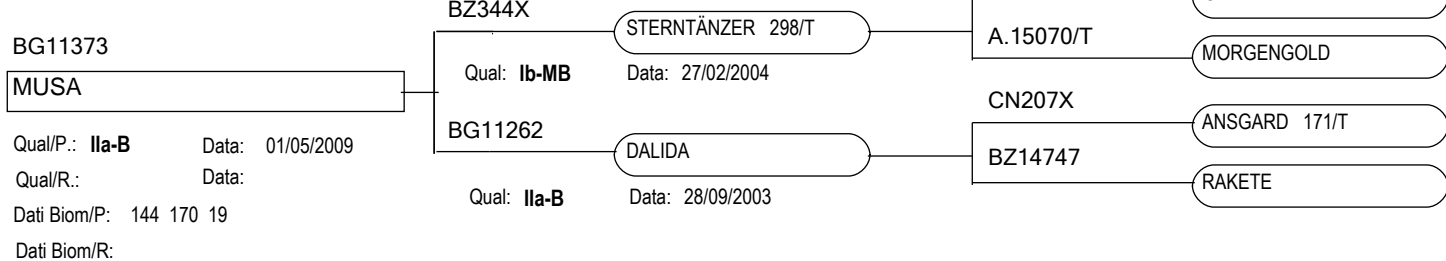 BZ344X
STERNTÄNZER 298/T
A.15070/T
BG11373
MORGENGOLD
MUSA
Qual: Ib-MB Data: 27/02/2004
CN207X
BG11262
ANSGARD 171/T
Qual/P.: IIa-B Data: 01/05/2009
DALIDA
BZ14747
Qual/R.: Data:
RAKETE
Qual: IIa-B Data: 28/09/2003
Dati Biom/P: 144 170 19
Dati Biom/R: